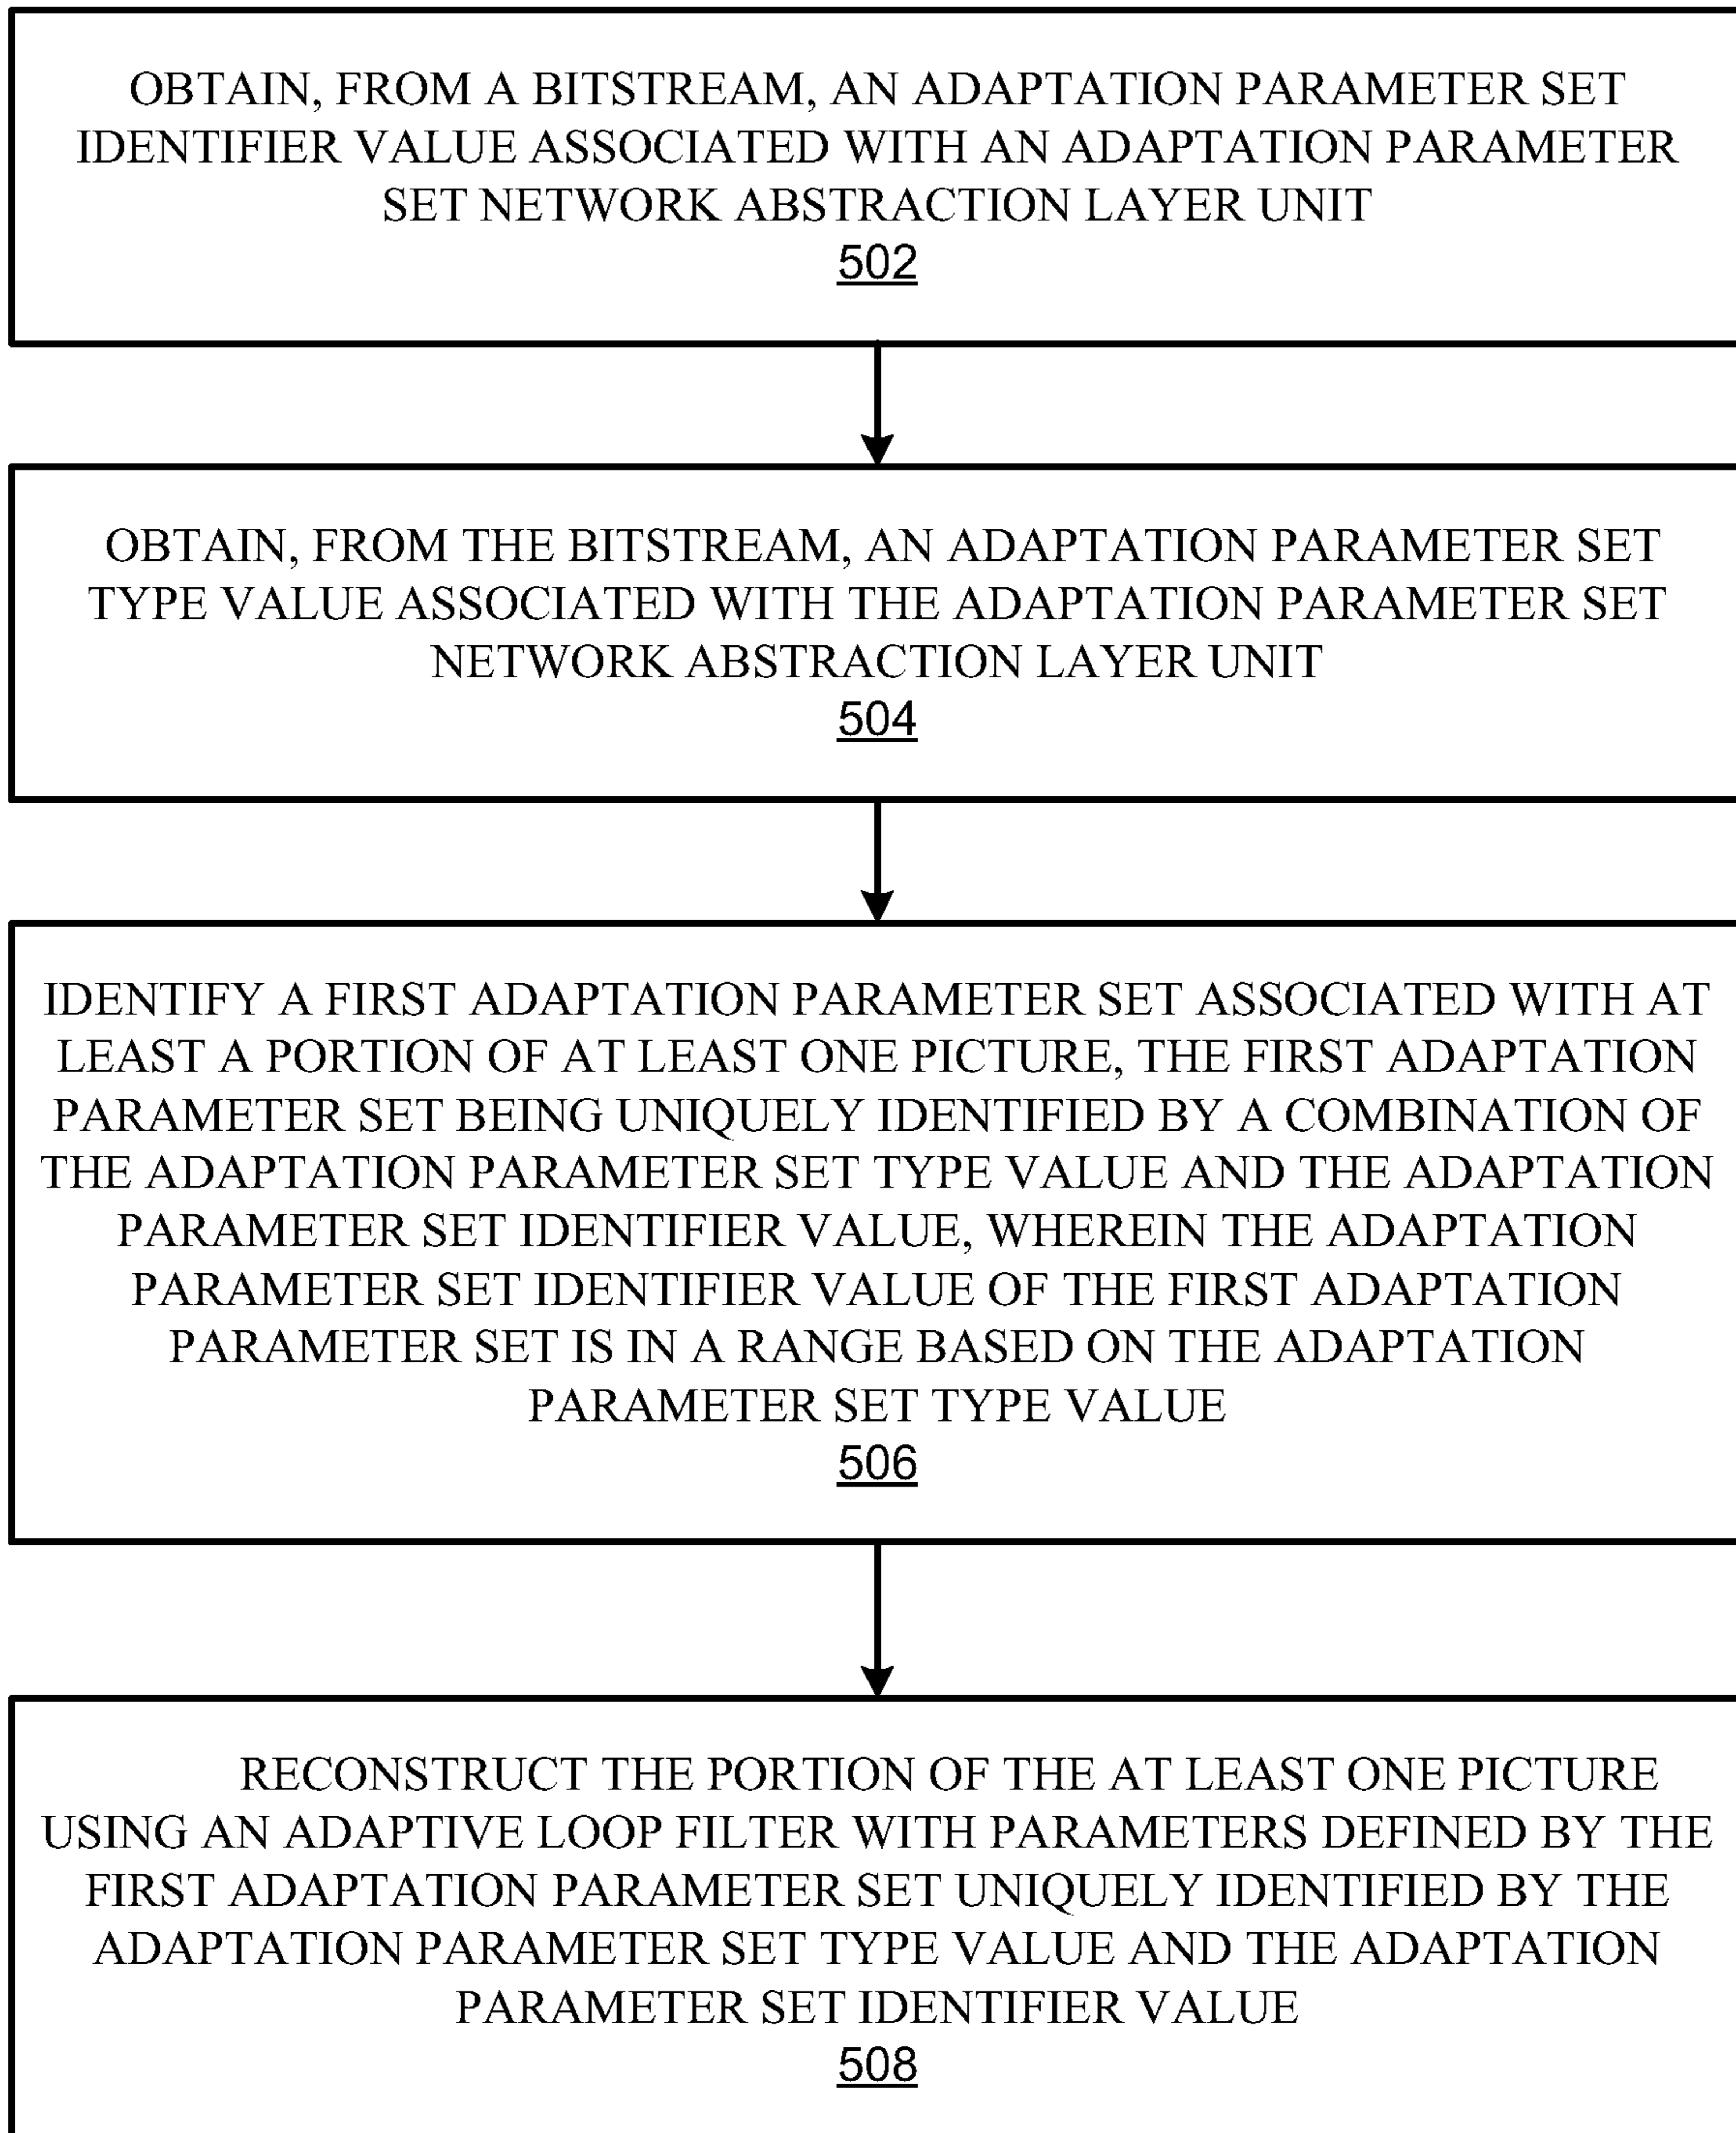 OBTAIN, FROM A BITSTREAM, AN ADAPTATION PARAMETER SET
IDENTIFIER VALUE ASSOCIATED WITH AN ADAPTATION PARAMETER
SET NETWORK ABSTRACTION LAYER UNIT
502
OBTAIN, FROM THE BITSTREAM, AN ADAPTATION PARAMETER SET
TYPE VALUE ASSOCIATED WITH THE ADAPTATION PARAMETER SET
NETWORK ABSTRACTION LAYER UNIT
504
IDENTIFY A FIRST ADAPTATION PARAMETER SET ASSOCIATED WITH AT
LEAST A PORTION OF AT LEAST ONE PICTURE, THE FIRST ADAPTATION
PARAMETER SET BEING UNIQUELY IDENTIFIED BY A COMBINATION OF
THE ADAPTATION PARAMETER SET TYPE VALUE AND THE ADAPTATION
PARAMETER SET IDENTIFIER VALUE, WHEREIN THE ADAPTATION
PARAMETER SET IDENTIFIER VALUE OF THE FIRST ADAPTATION
PARAMETER SET IS IN A RANGE BASED ON THE ADAPTATION
PARAMETER SET TYPE VALUE
506
RECONSTRUCT THE PORTION OF THE AT LEAST ONE PICTURE
USING AN ADAPTIVE LOOP FILTER WITH PARAMETERS DEFINED BY THE
FIRST ADAPTATION PARAMETER SET UNIQUELY IDENTIFIED BY THE
ADAPTATION PARAMETER SET TYPE VALUE AND THE ADAPTATION
PARAMETER SET IDENTIFIER VALUE
508